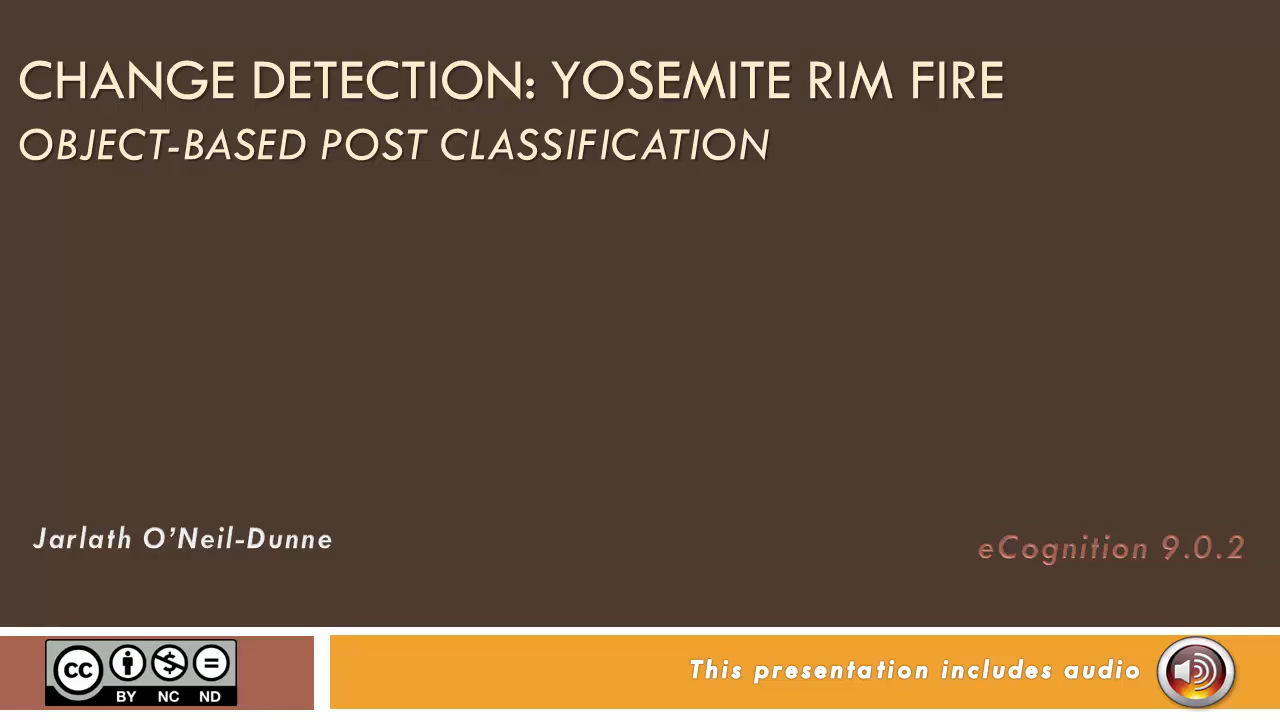 CHANGE DETECTION: YOSEMITE RIM FIRE
OBJECT-BASED POST CLASSIFICATION
Jarlath O’Neil-Dunne
eCognition 9.0.2
This presentation includes audio
cc
BY NC ND